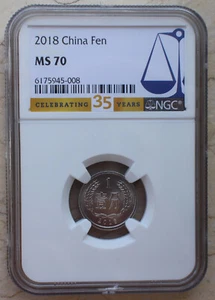 2018 China Fen
MS 70
6175945-008
CELEBRATING 35 YEARS
NGC